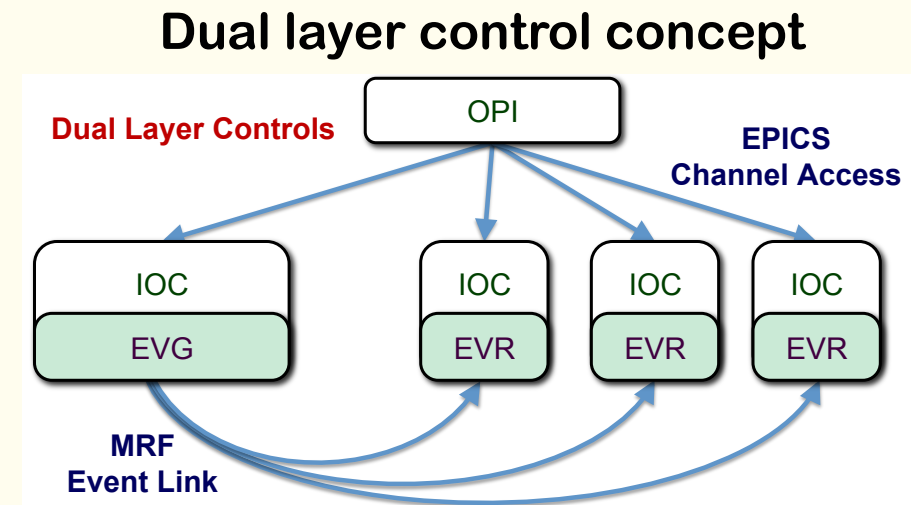 Dual layer control concept
OPI
Dual Layer Controls
EPICS
Channel Access
IOC
IOC
IOC
IOC
EVG
EVR
EVR
EVR
MRF
Event Link